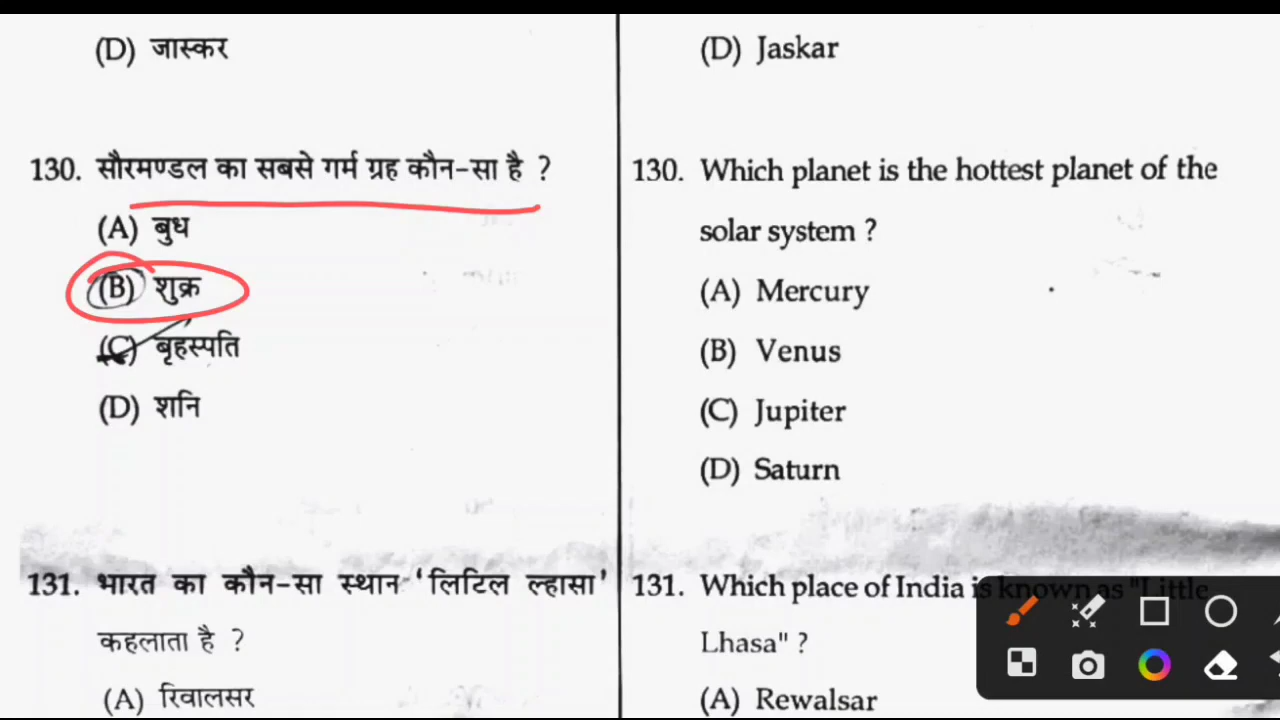 (D) जास्कर
130. सौरमण्डल का सबसे गर्म ग्रह कौन-सा है ?
(A) बुध
(B) शुक्र
(C) बृहस्पति
(D) शनि
131. भारत का कौन-सा स्थान 'लिटिल ल्हासा'
कहलाता है ?
(A) रिवालसर
(D) Jaskar
130. Which planet is the hottest planet of the
solar system ?
(A) Mercury
(B) Venus
(C) Jupiter
(D) Saturn
131. Which place of India is known as "Little
Lhasa" ?
(A) Rewalsar